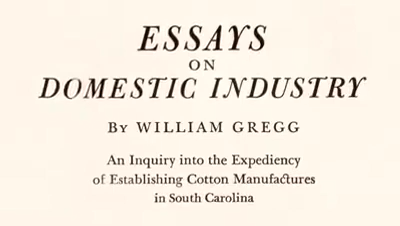 ESSAYS
ON
DOMESTIC INDUSTRY
By WILLIAM GREGG
An Inquiry into the Expediency
of Establishing Cotton Manufactures
in South Carolina